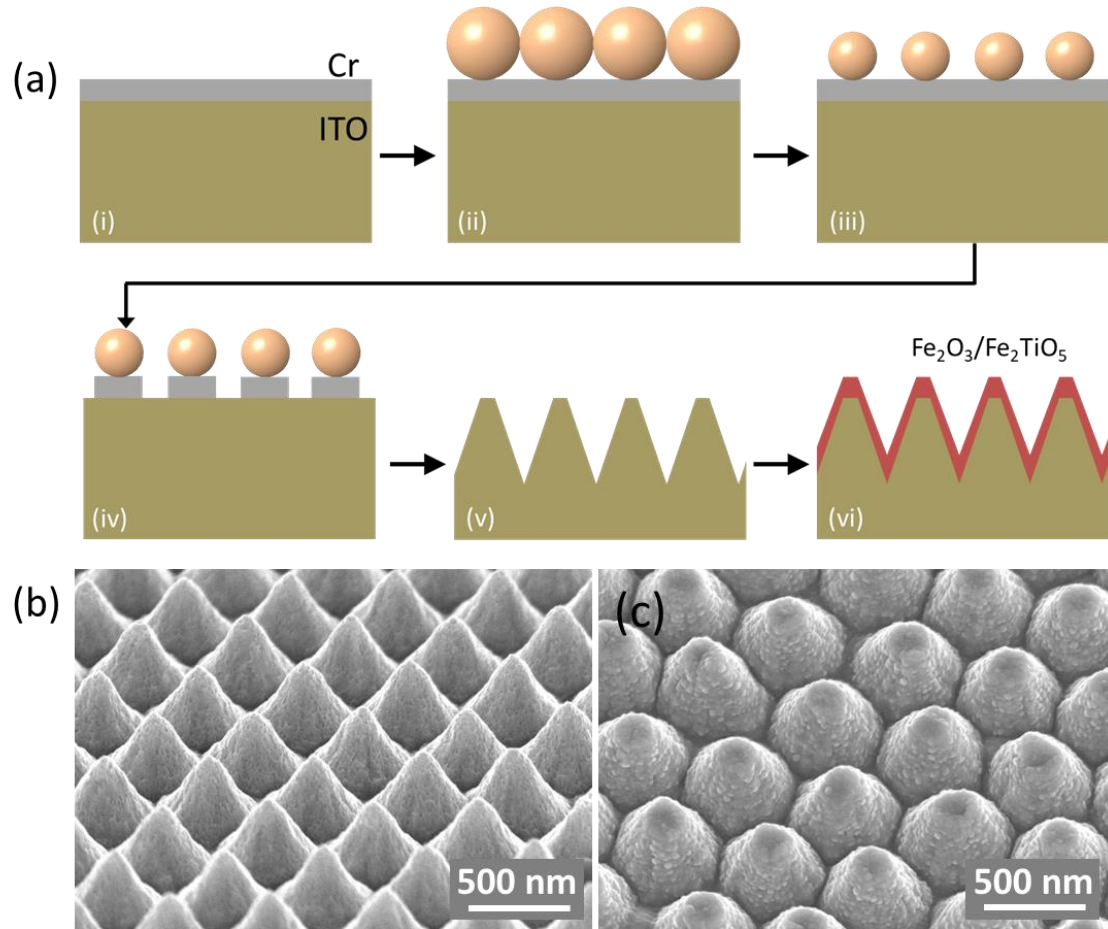 (a)
Cr
ITO
(i)
(ii)
(iii)
(iv)
(v)
Fe₂O₃/Fe₂TiO₅
(vi)
(b)
500 nm
(c)
500 nm